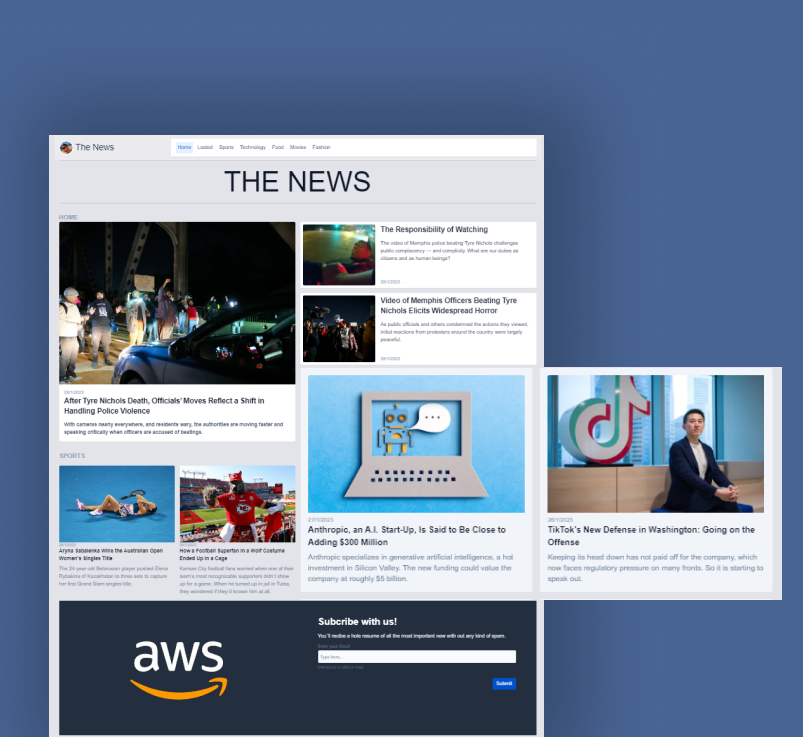 The News
Home Lasted Sports Technology Food Movies Fashion
THE NEWS
HOME
The Responsibility of Watching
The video of Memphis police beating Tyre Nichols challenges
public complacency — and complicity. What are our duties as
citizens and as human beings?
Video of Memphis Officers Beating Tyre
Nichols Elicits Widespread Horror
As public officials and others condemned the actions they viewed,
initial reactions from protesters around the country were largely
peaceful.
After Tyre Nichols Death, Officials' Moves Reflect a Shift in
Handling Police Violence
With cameras nearly everywhere, and residents wary, the authorities are moving faster and
speaking critically when officers are accused of beatings.
27/1/2023
Anthropic, an A.I. Start-Up, Is Said to Be Close to
Adding $300 Million
Anthropic specializes in generative artificial intelligence, a hot
investment in Silicon Valley. The new funding could value the
company at roughly $5 billion.
28/1/2023
TikTok's New Defense in Washington: Going on the
Offense
Keeping its head down has not paid off for the company, which
now faces regulatory pressure on many fronts. So it is starting to
speak out.
SPORTS
Aryna Sabalenka Wins the Australian Open
Women's Singles Title
The 24-year-old Belarusian player pushed Elena
Rybakina of Kazakhstan to three sets to capture
her first Grand Slam singles title.
How a Football Superfan in a Wolf Costume
Ended Up in a Cage
Kansas City football fans worried when one of their
team's most recognizable supporters didn't show
up for a game. When he turned up in jail in Tulsa,
they wondered if they'd known him at all.
aws
Subcribe with us!
You'll recibe a hole resume of all the most important new with out any kind of spam.
Enter your Email
Type here..
Submit